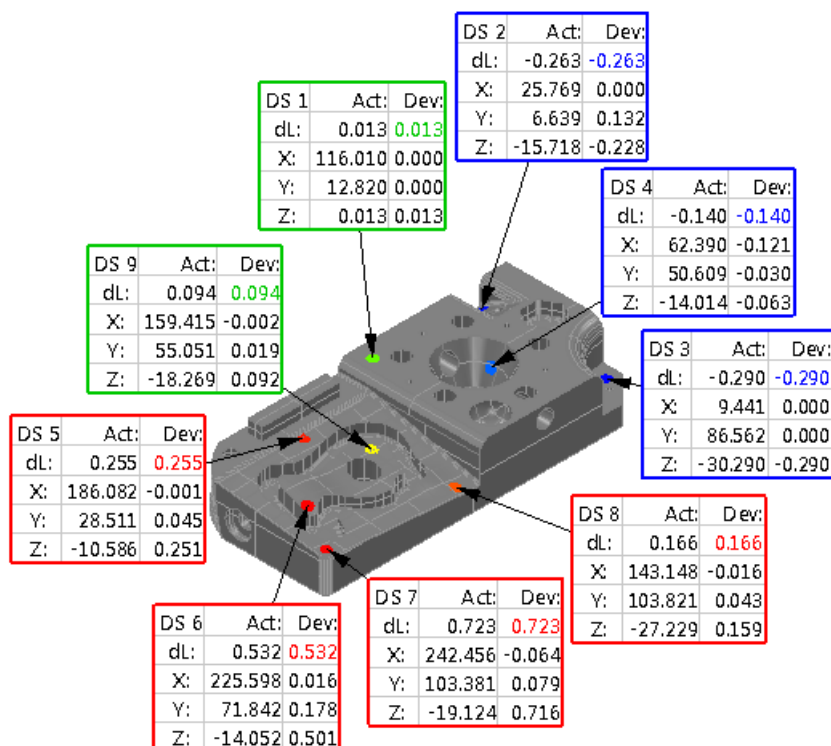 DS 2 Act: Dev:
dL: -0.263 -0.263
X: 25.769 0.000
Y: 6.639 0.132
Z: -15.718 -0.228
DS 1 Act: Dev:
dL: 0.013 0.013
X: 116.010 0.000
Y: 12.820 0.000
Z: 0.013 0.013
DS 4 Act: Dev:
dL: -0.140 -0.140
X: 62.390 -0.121
Y: 50.609 -0.030
Z: -14.014 -0.063
DS 9 Act: Dev:
dL: 0.094 0.094
X: 159.415 -0.002
Y: 55.051 0.019
Z: -18.269 0.092
DS 3 Act: Dev:
dL: -0.290 -0.290
X: 9.441 0.000
Y: 86.562 0.000
Z: -30.290 -0.290
DS 5 Act: Dev:
dL: 0.255 0.255
X: 186.082 -0.001
Y: 28.511 0.045
Z: -10.586 0.251
DS 8 Act: Dev:
dL: 0.166 0.166
X: 143.148 -0.016
Y: 103.821 0.043
Z: -27.229 0.159
DS 7 Act: Dev:
dL: 0.723 0.723
X: 242.456 -0.064
Y: 103.381 0.079
Z: -19.124 0.716
DS 6 Act: Dev:
dL: 0.532 0.532
X: 225.598 0.016
Y: 71.842 0.178
Z: -14.052 0.501